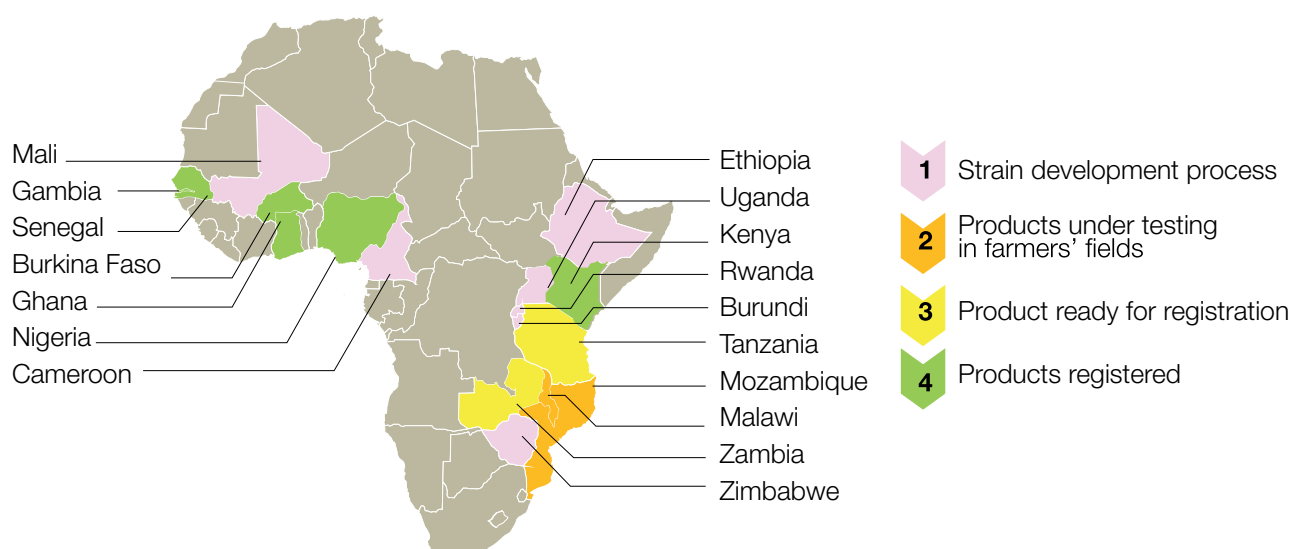 Mali
Gambia
Senegal
Burkina Faso
Ghana
Nigeria
Cameroon
Ethiopia
Uganda
Kenya
Rwanda
Burundi
Tanzania
Mozambique
Malawi
Zambia
Zimbabwe
1 Strain development process
2 Products under testing
in farmers’ fields
3 Product ready for registration
4 Products registered